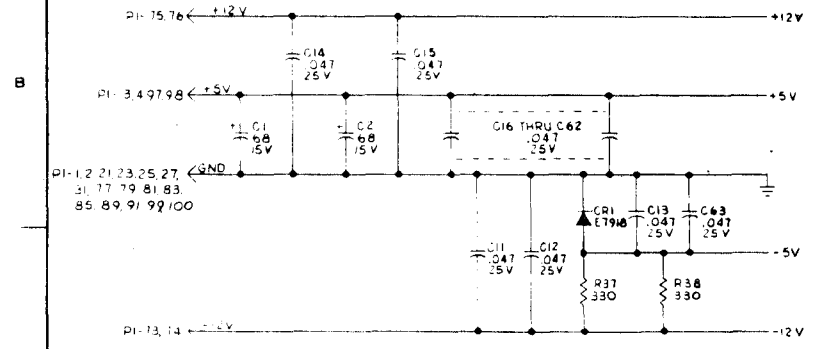 P1-75,76 +12V +12V
C14
.047
25V
C15
.047
25V
B
P1-3,4,97,98 +5V +5V
C1
68
15V
C2
68
15V
C16 THRU C62
.047
25V
P1-1,2,21,23,25,27, GND
31,77,79,81,83,
85,89,91,99,100
CR1
E7918
C13
.047
25V
C63
.047
25V
C11
.047
25V
C12
.047
25V
-5V
R37
330
R38
330
-12V -12V